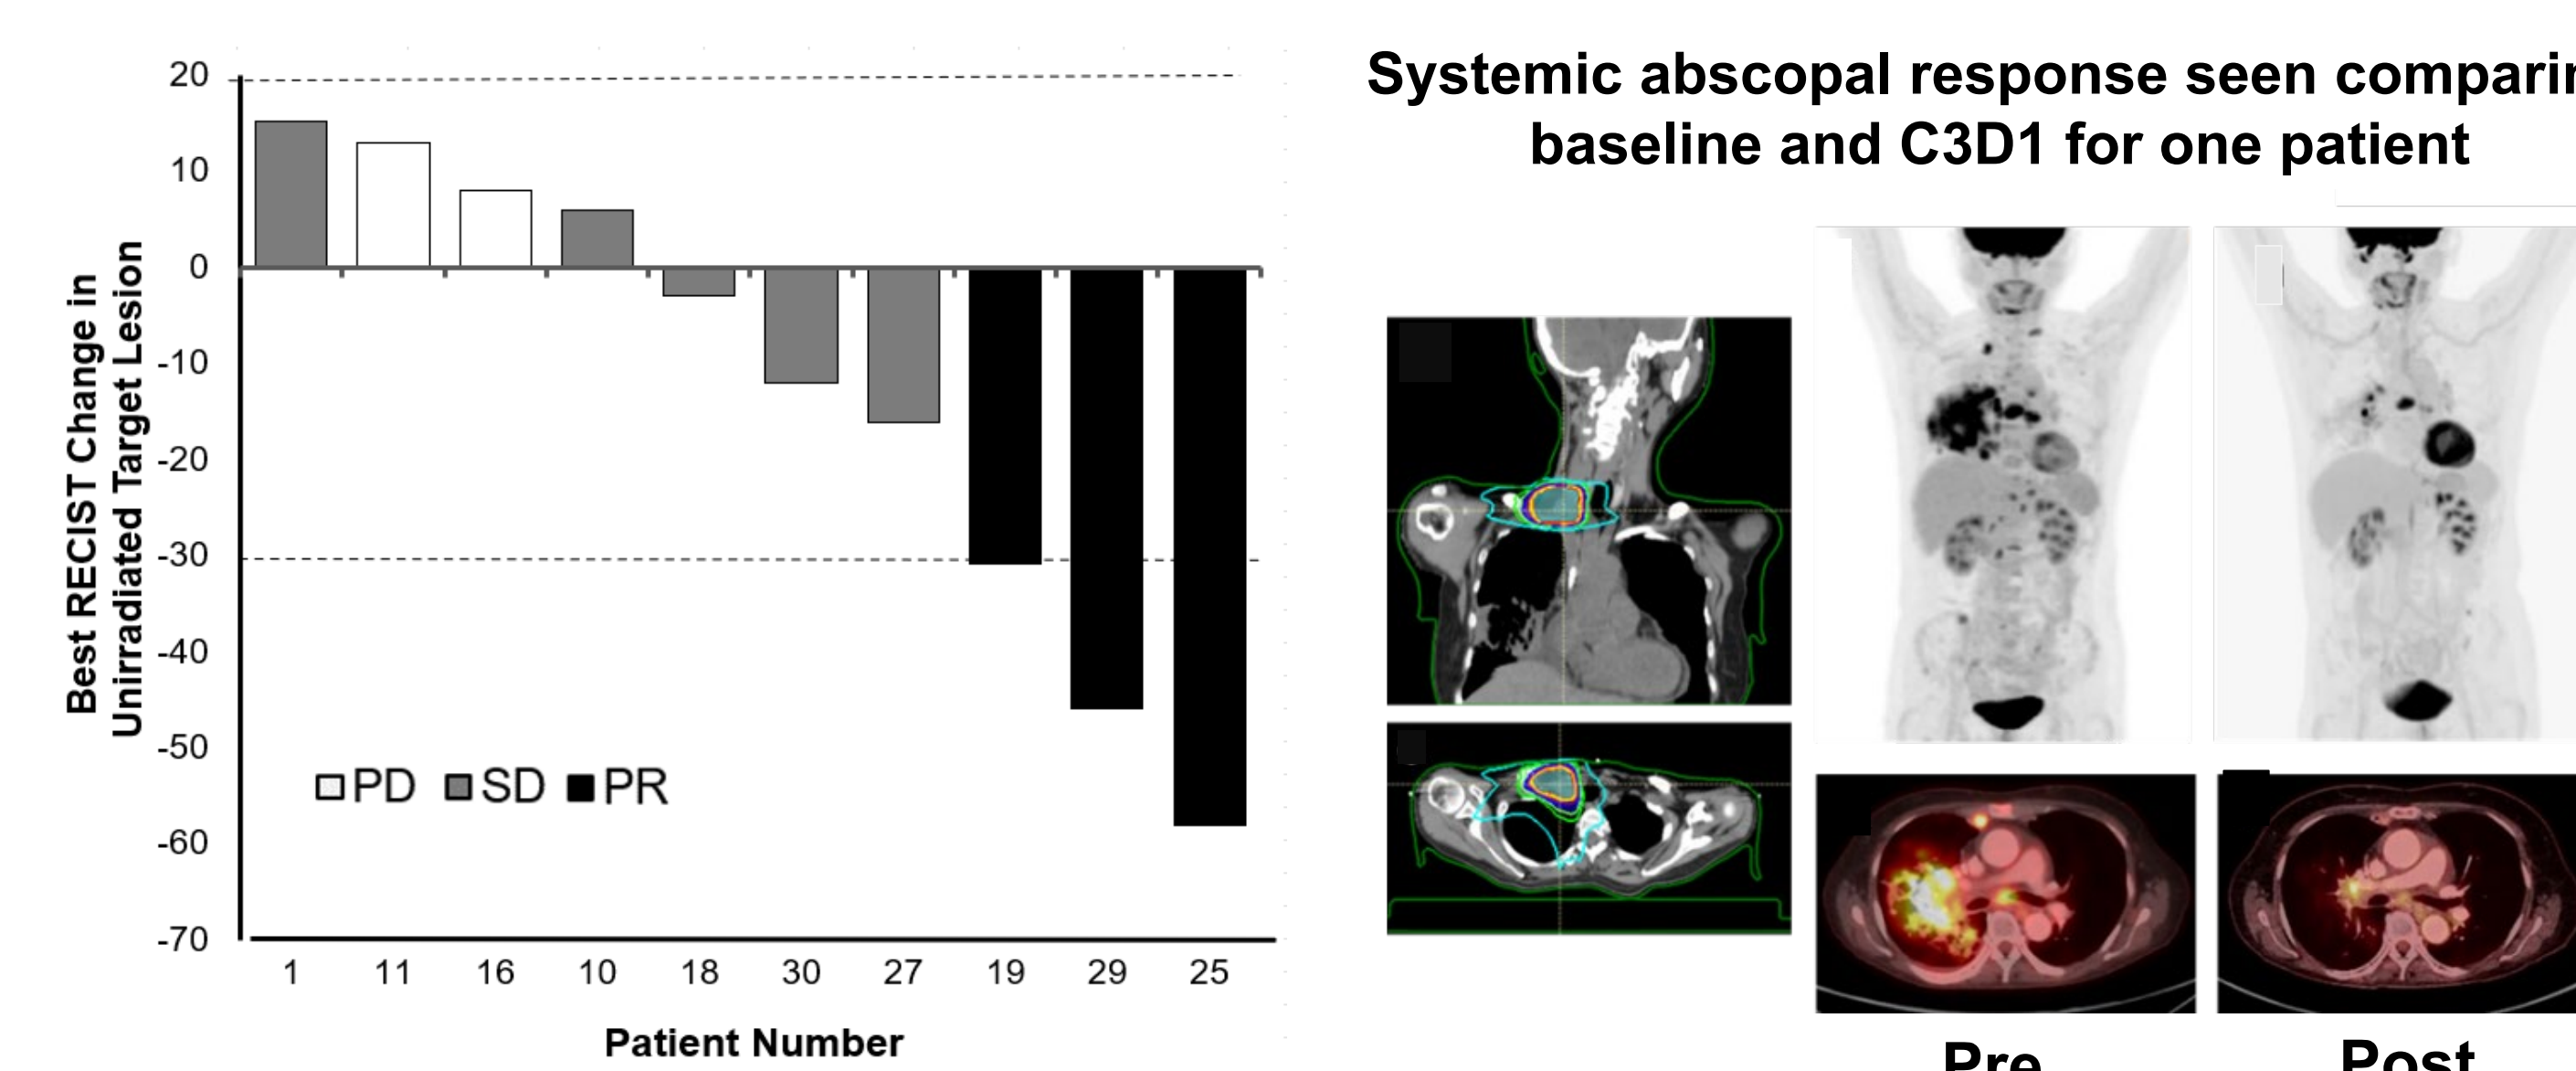 20
10
0
-10
-20
-30
-40
-50
-60
-70
Best RECIST Change in
Unirradiated Target Lesion
PD SD PR
1 11 16 10 18 30 27 19 29 25
Patient Number
Systemic abscopal response seen comparin
baseline and C3D1 for one patient
Pre
Post